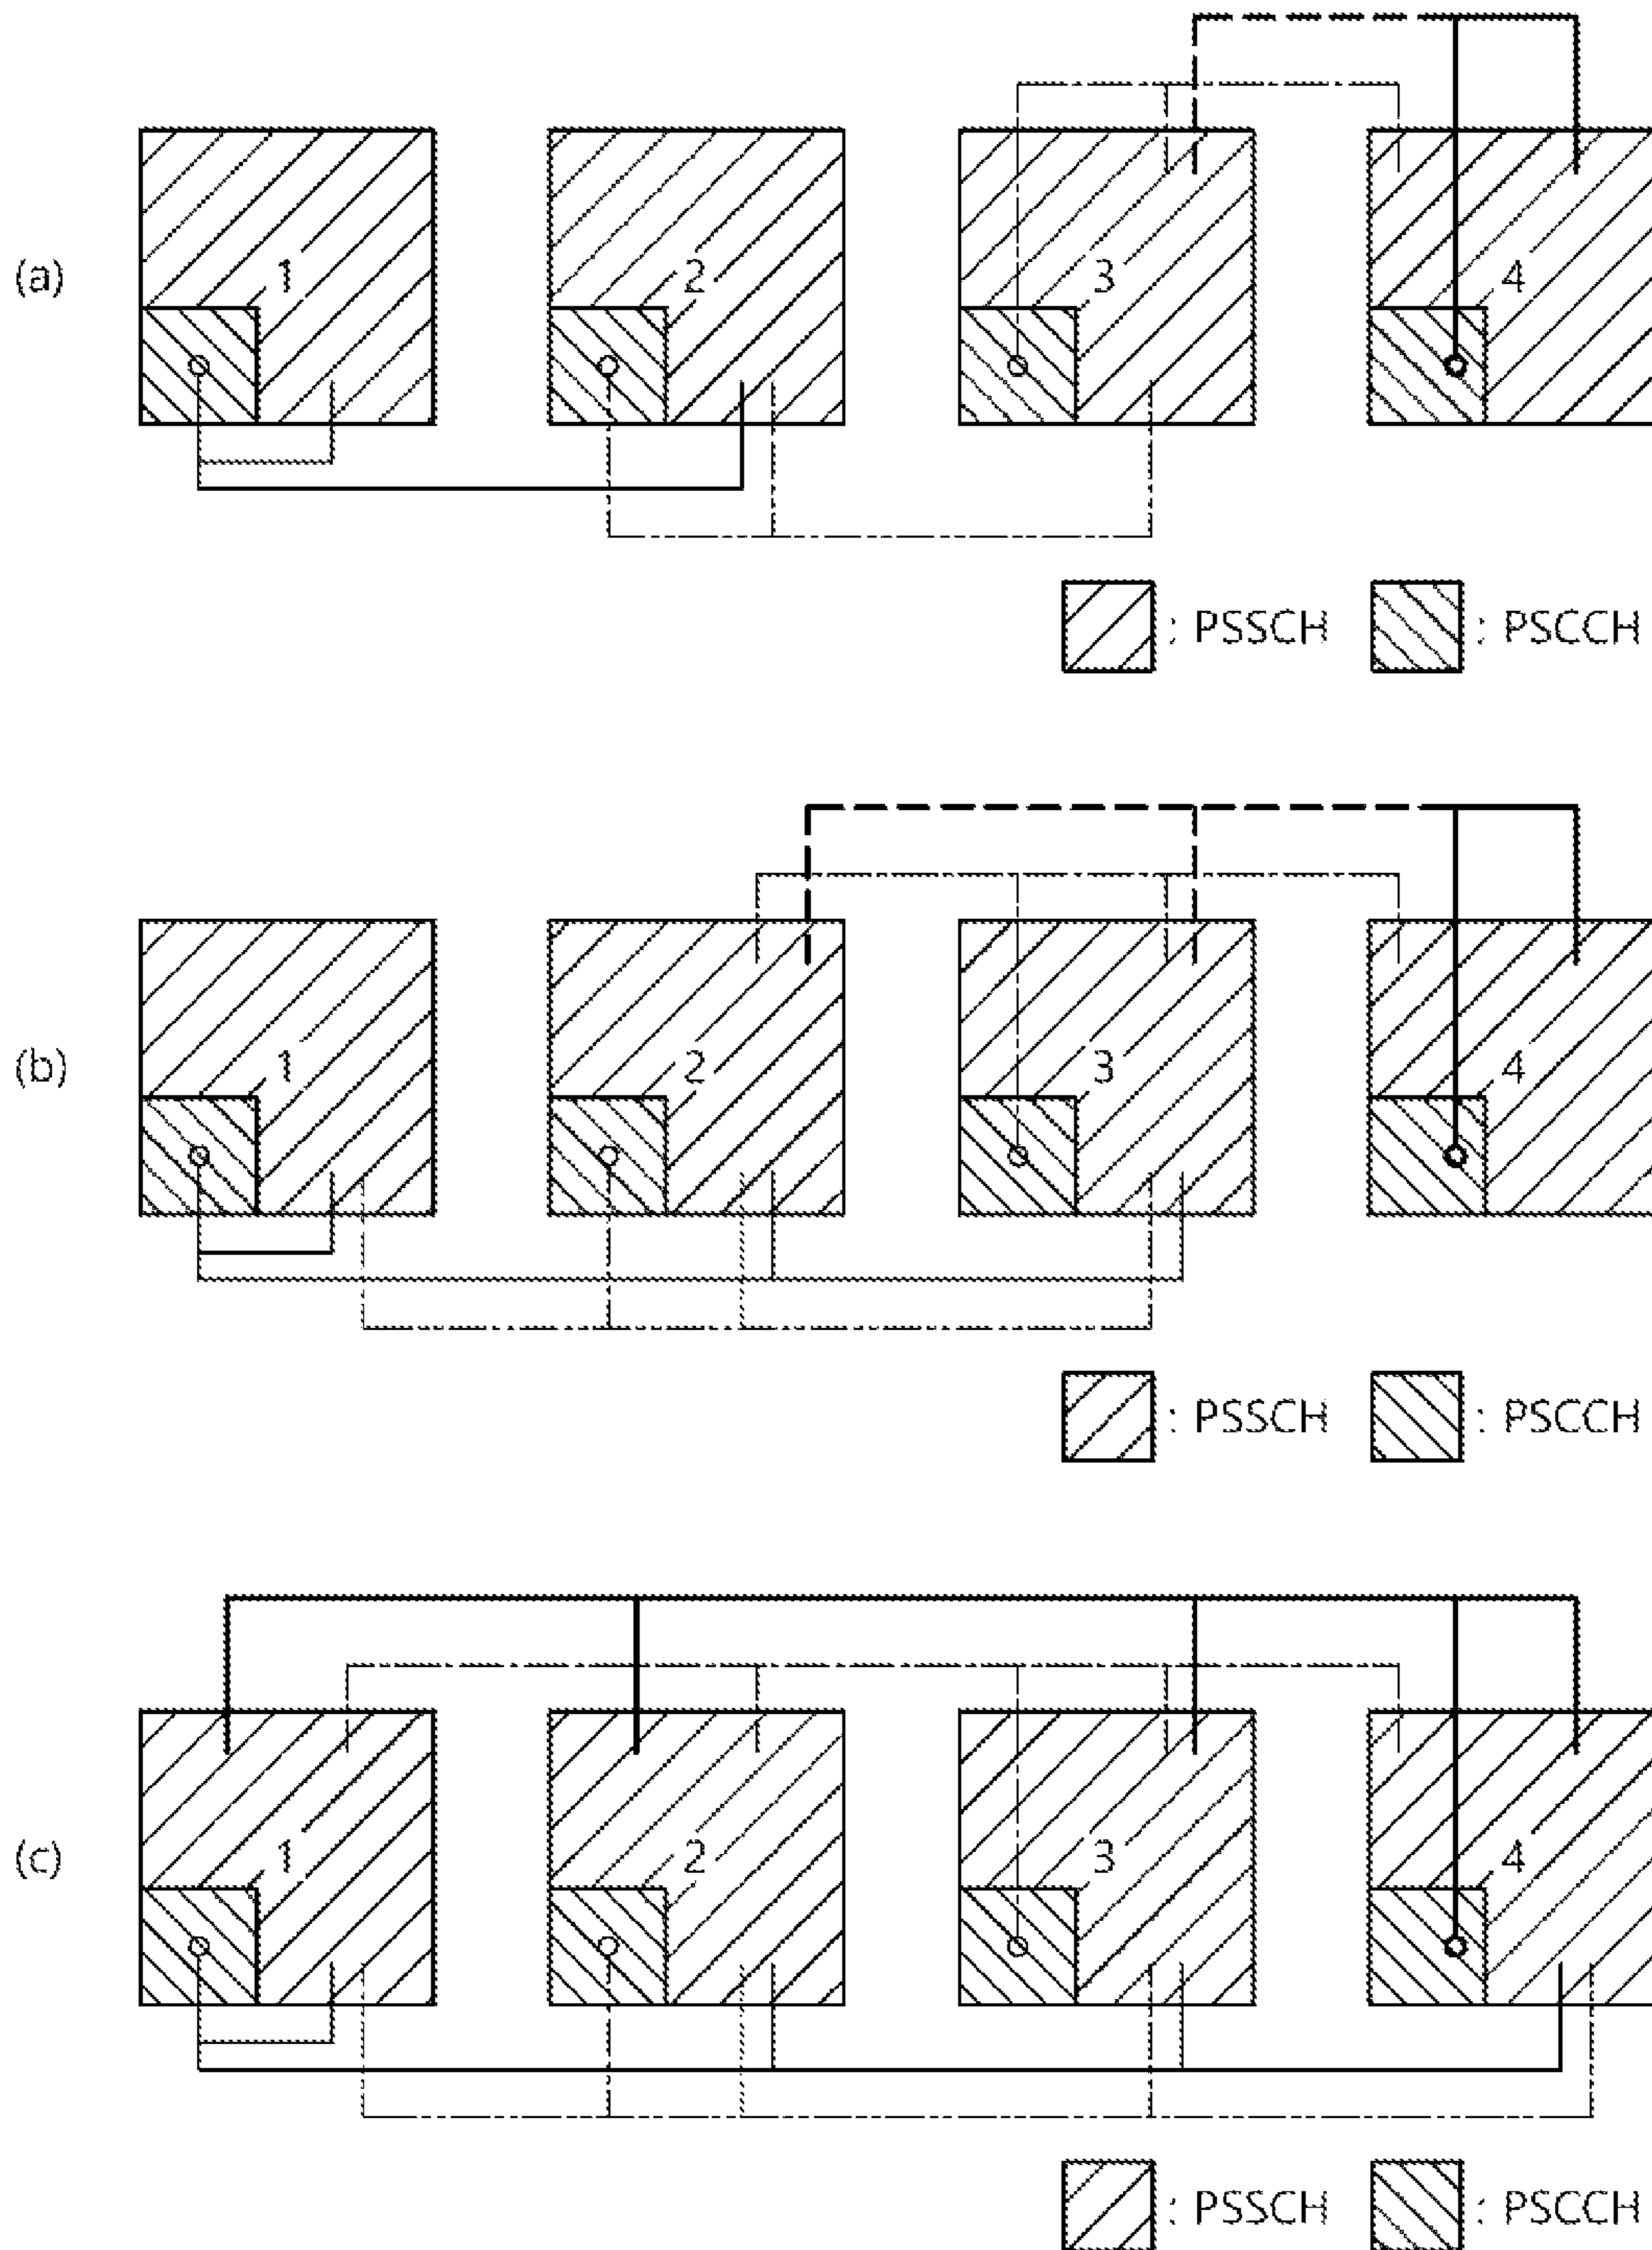 (a) 1 2 3 4
: PSSCH : PSCCH
(b) 1 2 3 4
: PSSCH : PSCCH
(c) 1 2 3 4
: PSSCH : PSCCH